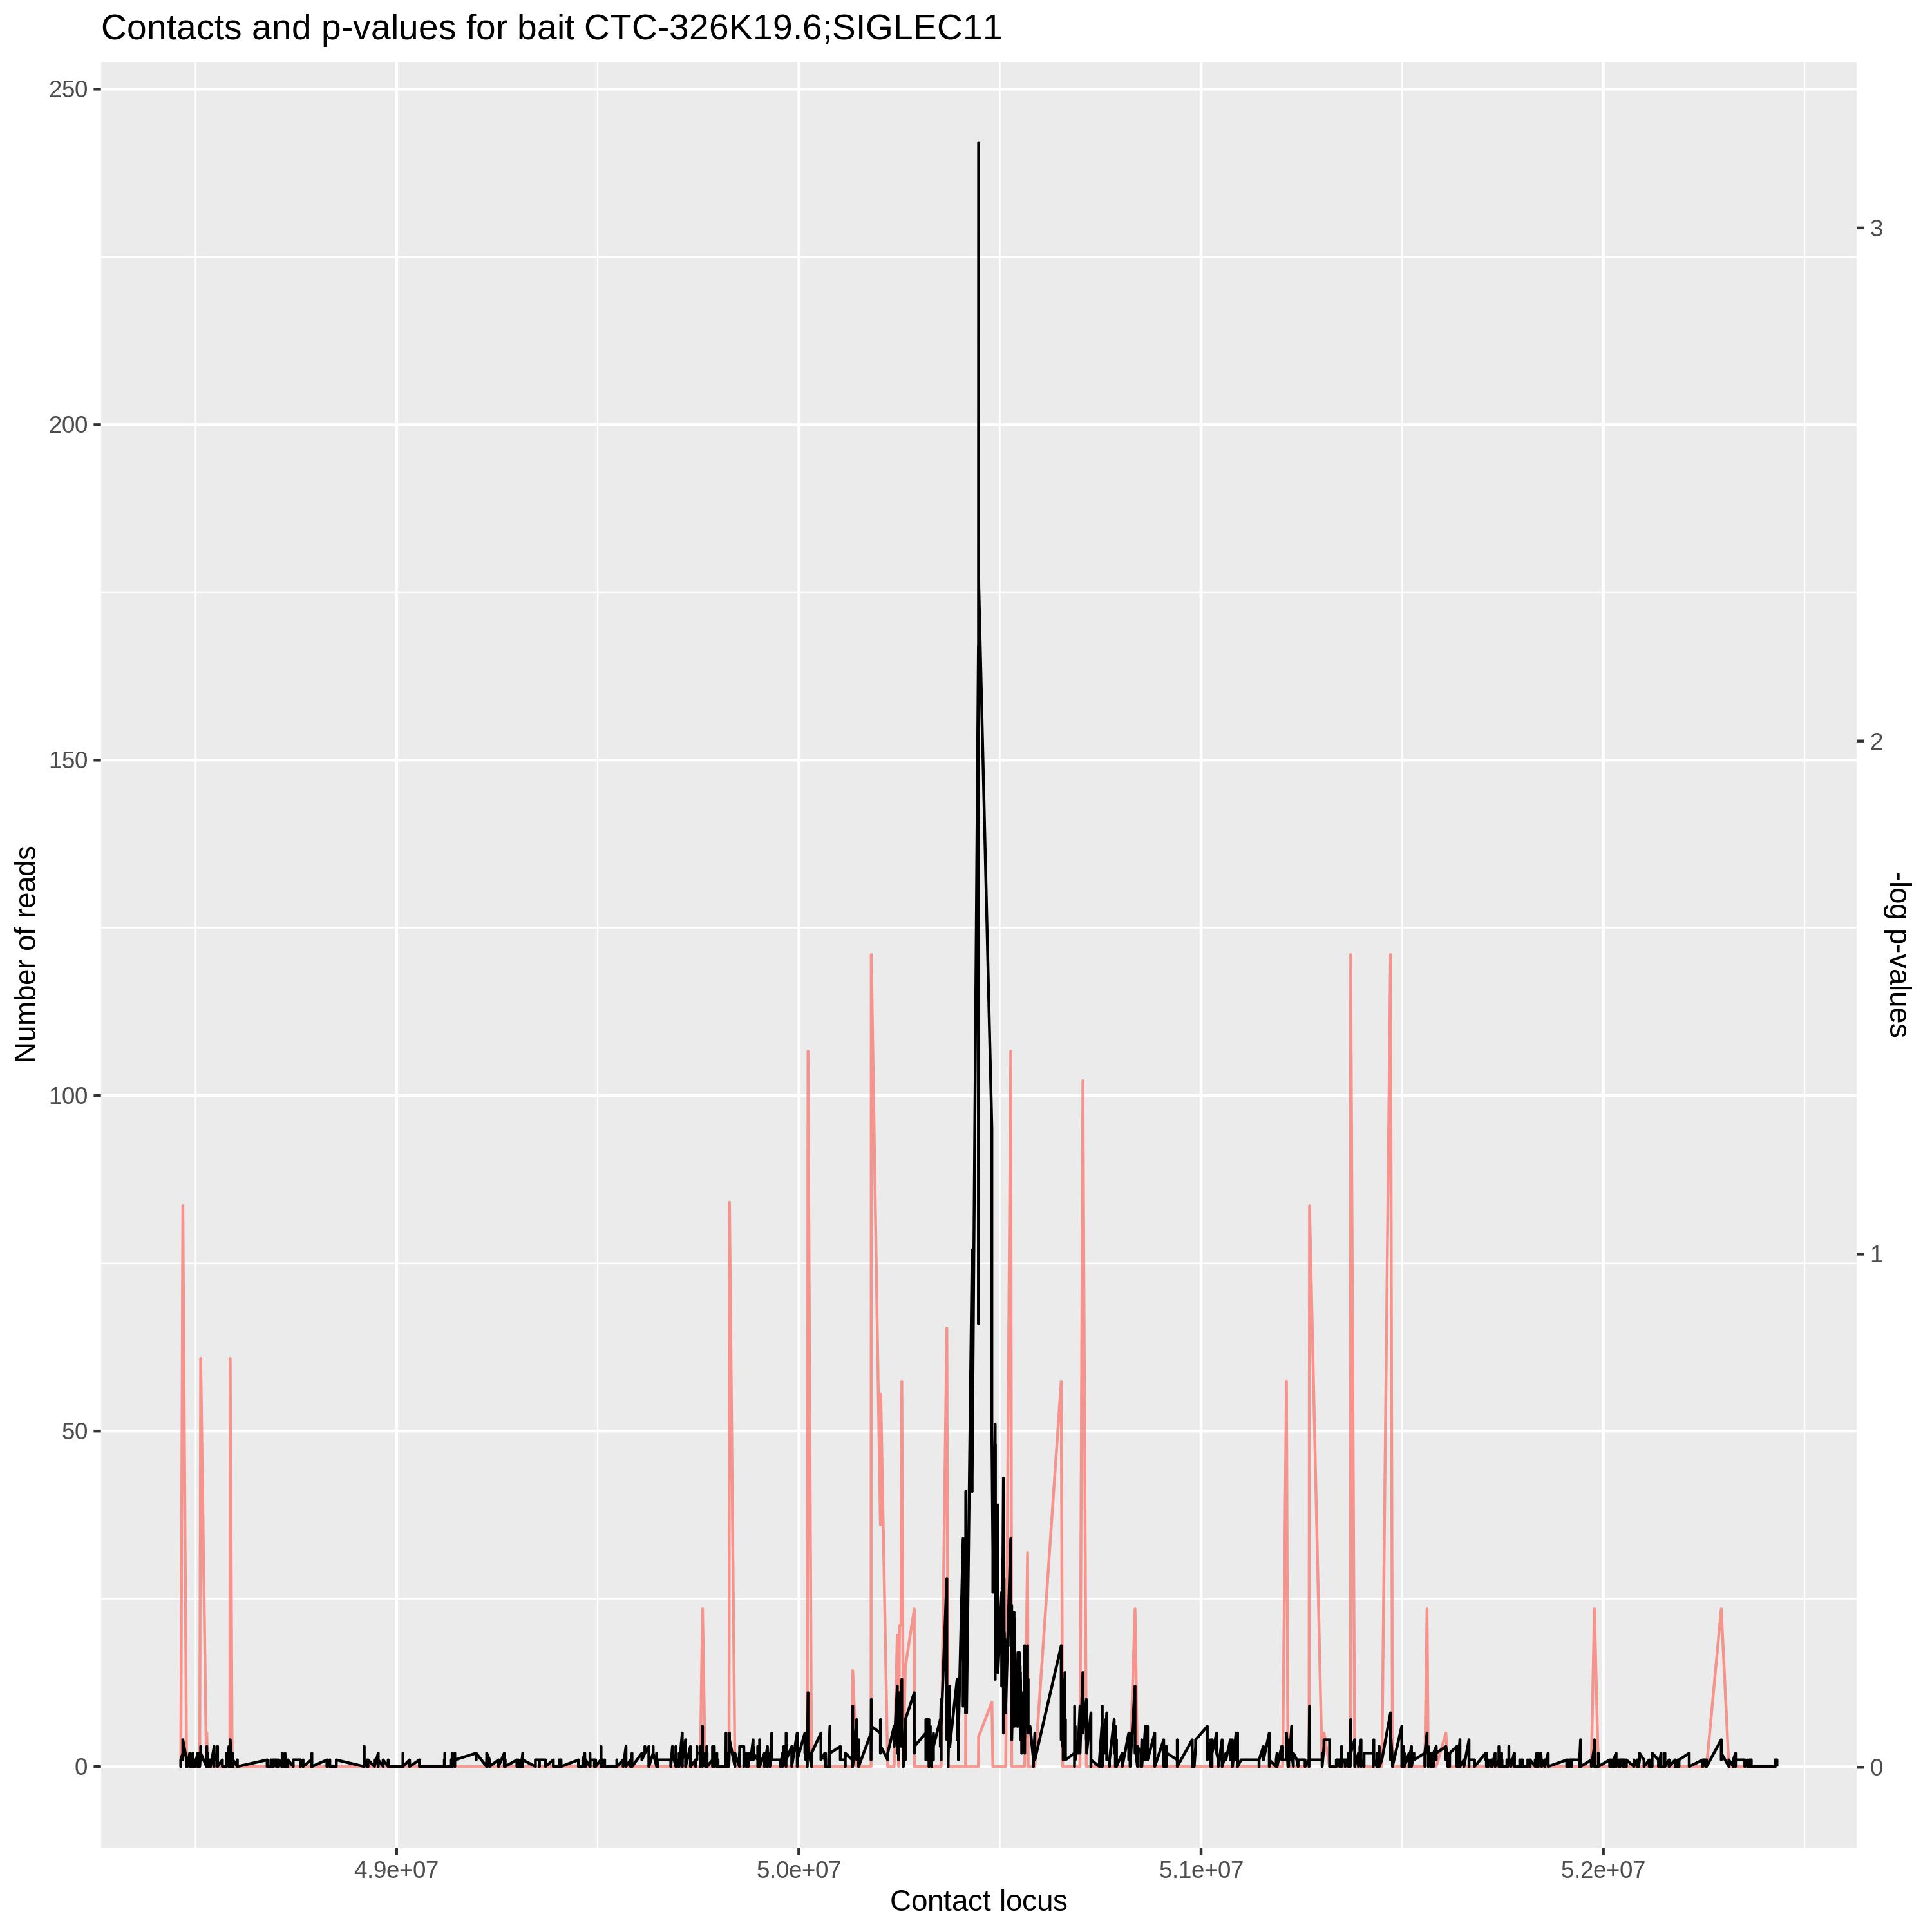 Contacts and p-values for bait CTC-326K19.6;SIGLEC11
250
200
150
100
50
0
Number of reads
3
2
1
0
-log p-values
4.9e+07
5.0e+07
5.1e+07
5.2e+07
Contact locus